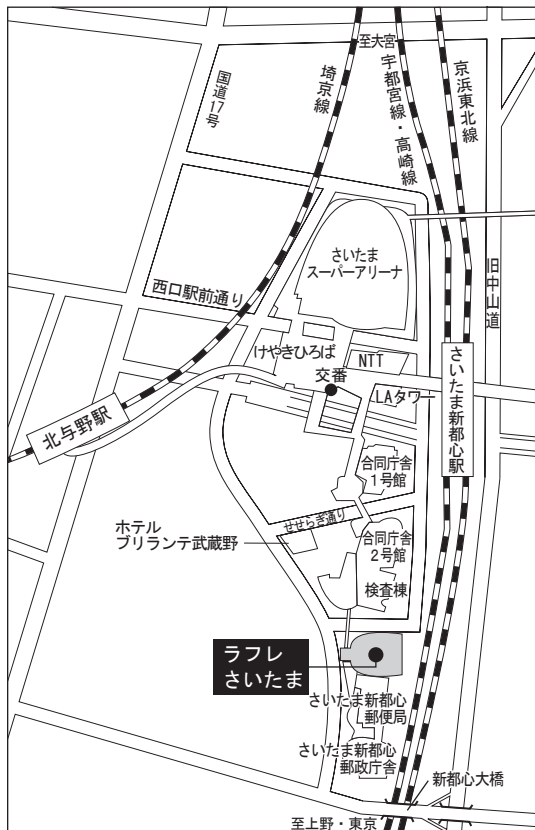 至大宮
国道17号
埼京線
宇都宮線・高崎線
京浜東北線
さいたま
スーパーアリーナ
旧中山道
西口駅前通り
けやきひろば
NTT
交番
LAタワー
さいたま新都心駅
北与野駅
合同庁舎
1号館
せせらぎ通り
ホテル
ブリランテ武蔵野
合同庁舎
2号館
検査棟
ラフレ
さいたま
さいたま新都心
郵便局
さいたま新都心
郵政庁舎
新都心大橋
至上野・東京